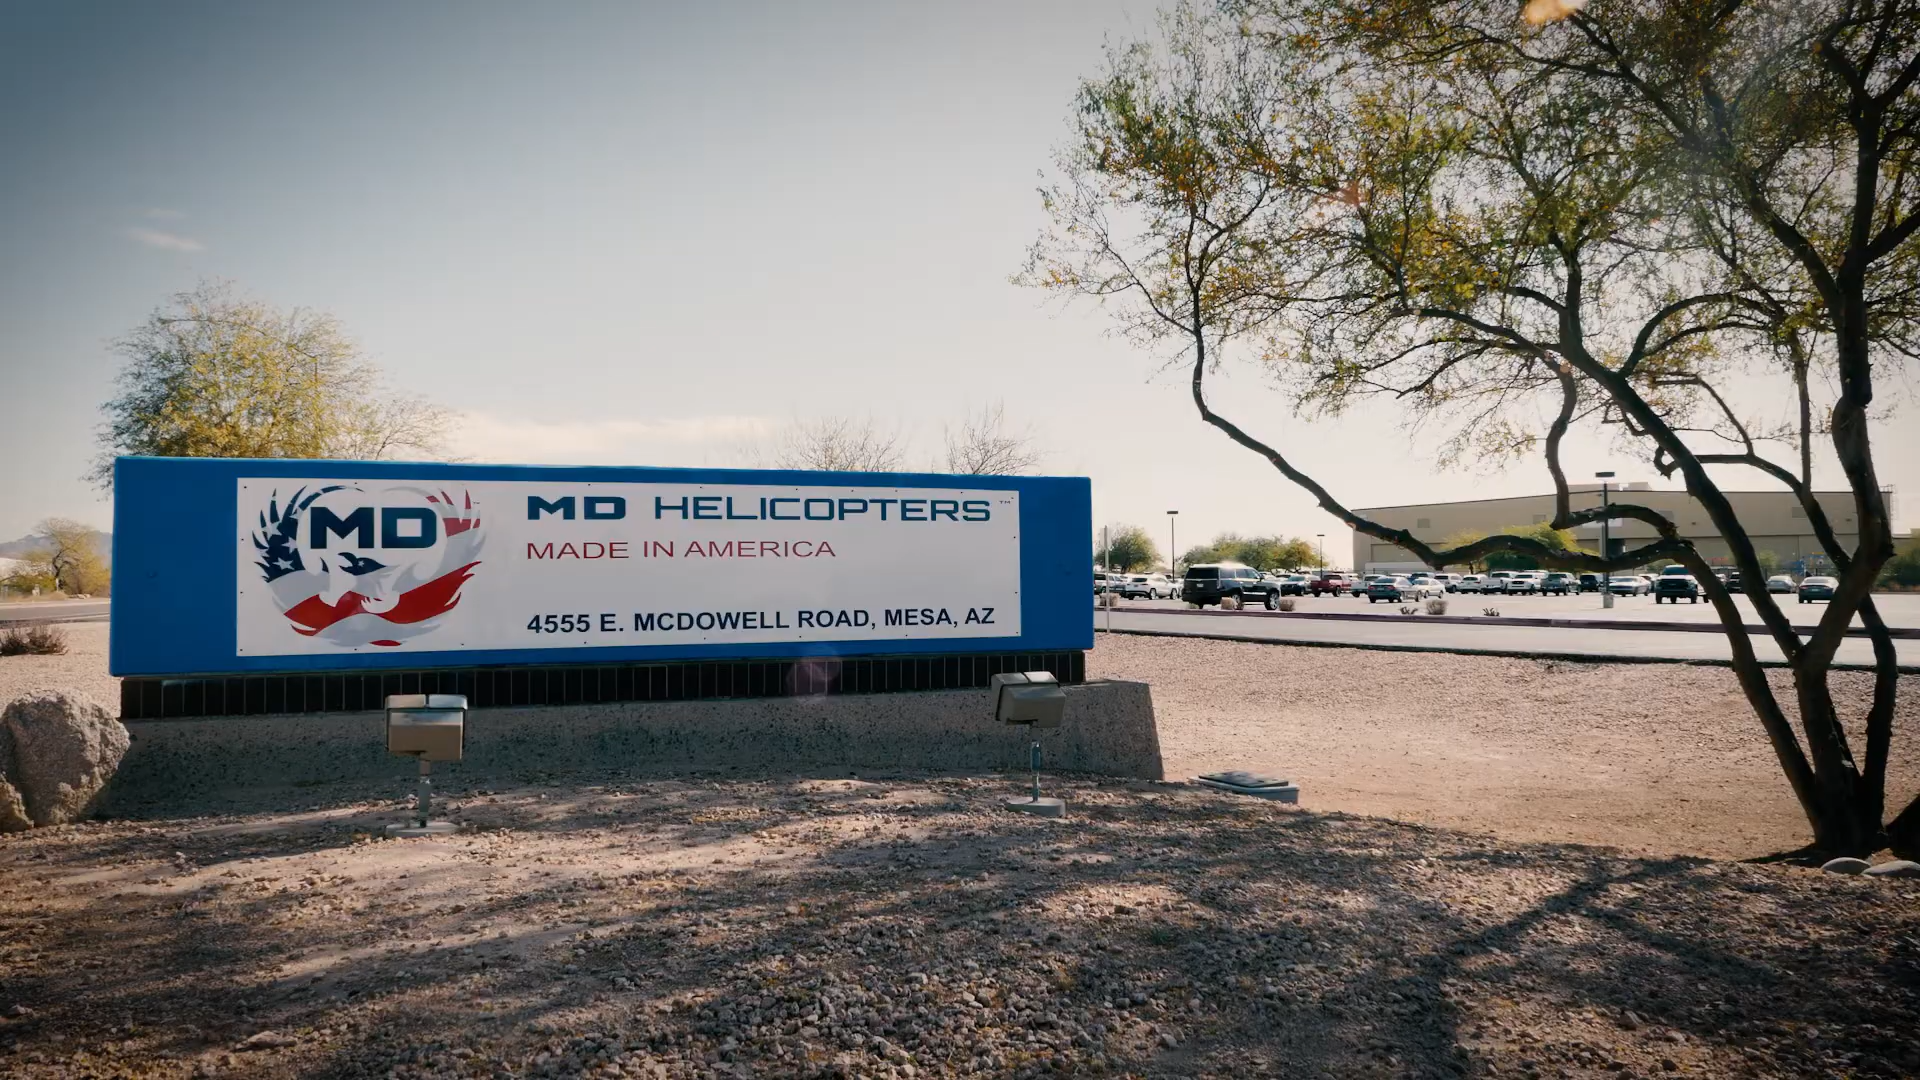 MD
MD HELICOPTERS™
MADE IN AMERICA
4555 E. MCDOWELL ROAD, MESA, AZ